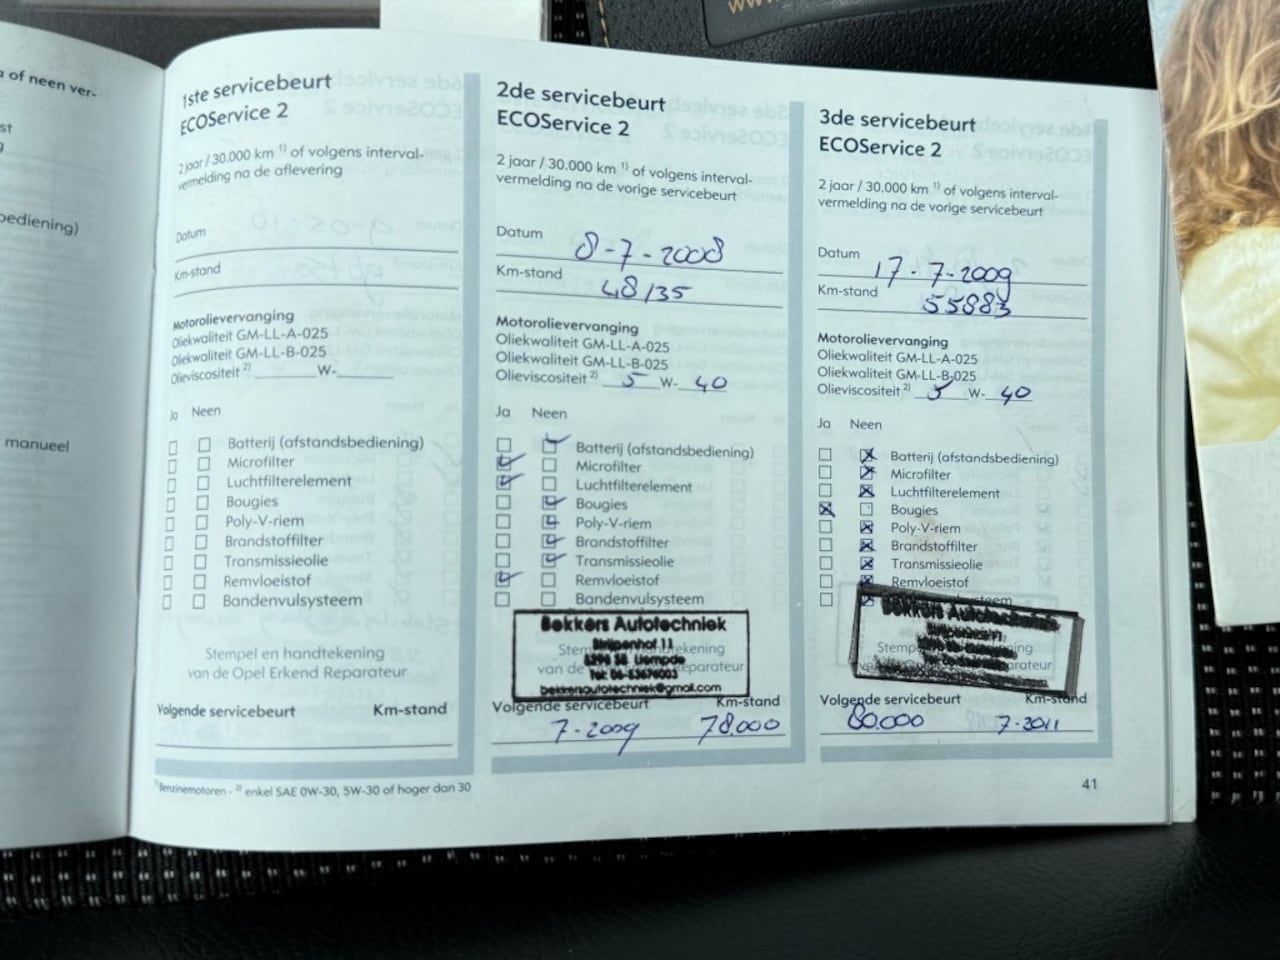 of neen ver-
st
bediening)
manueel
1ste servicebeurt
ECOService 2
2 jaar / 30.000 km 1) of volgens interval-
vermelding na de aflevering
Datum
Km-stand
Motorolievervanging
Oliekwaliteit GM-LL-A-025
Oliekwaliteit GM-LL-B-025
Olieviscositeit 2) W-
Ja Neen
Batterij (afstandsbediening)
Microfilter
Luchtfilterelement
Bougies
Poly-V-riem
Brandstoffilter
Transmissieolie
Remvloeistof
Bandenvulsysteem
Stempel en handtekening
van de Opel Erkend Reparateur
Volgende servicebeurt Km-stand
1) Benzinemotoren - 2) enkel SAE 0W-30, 5W-30 of hoger dan 30
2de servicebeurt
ECOService 2
2 jaar / 30.000 km 1) of volgens interval-
vermelding na de vorige servicebeurt
Datum 8-7-2008
Km-stand 48135
Motorolievervanging
Oliekwaliteit GM-LL-A-025
Oliekwaliteit GM-LL-B-025
Olieviscositeit 2) 5 W- 40
Ja Neen
Batterij (afstandsbediening)
Microfilter
Luchtfilterelement
Bougies
Poly-V-riem
Brandstoffilter
Transmissieolie
Remvloeistof
Bandenvulsysteem
Bekkers Autotechniek
Strijpenhof 11
Liempde
bekkersautotechniek@gmail.com
Volgende servicebeurt Km-stand
7-2009 78.000
3de servicebeurt
ECOService 2
2 jaar / 30.000 km 1) of volgens interval-
vermelding na de vorige servicebeurt
Datum 17-7-2009
Km-stand 55883
Motorolievervanging
Oliekwaliteit GM-LL-A-025
Oliekwaliteit GM-LL-B-025
Olieviscositeit 2) 5 W- 40
Ja Neen
Batterij (afstandsbediening)
Microfilter
Luchtfilterelement
Bougies
Poly-V-riem
Brandstoffilter
Transmissieolie
Remvloeistof
Bekkers Autotechniek
Volgende servicebeurt Km-stand
80.000 7-2011
41